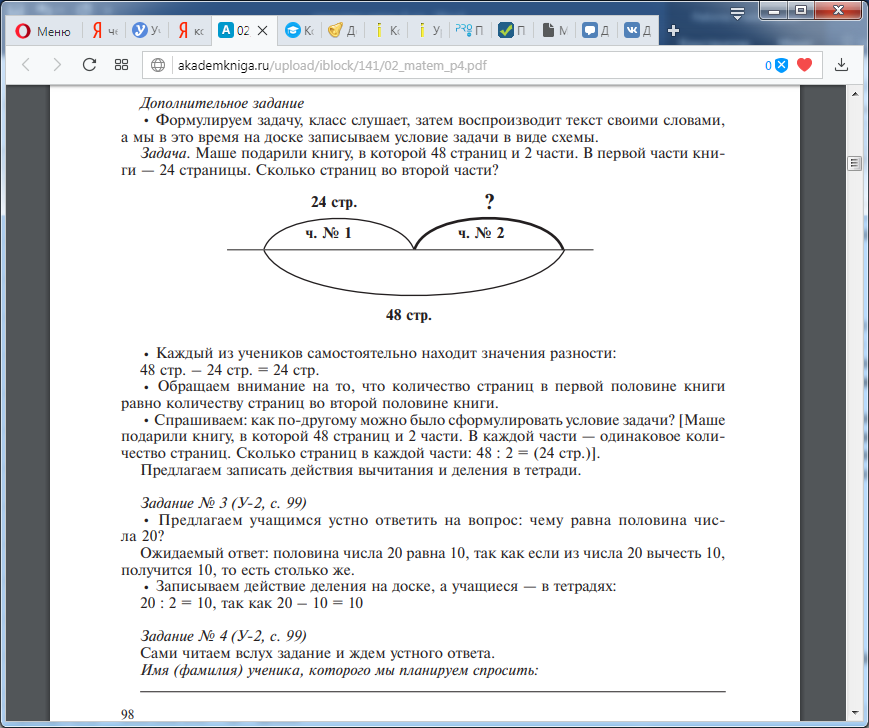 Меню
Я че
Уч
Я кс
02
Кс
Д
Кс
Ур
PRO П
П
М
Д
Д
akademkniga.ru/upload/iblock/141/02_matem_p4.pdf
0
Дополнительное задание
• Формулируем задачу, класс слушает, затем воспроизводит текст своими словами,
а мы в это время на доске записываем условие задачи в виде схемы.
Задача. Маше подарили книгу, в которой 48 страниц и 2 части. В первой части кни-
ги — 24 страницы. Сколько страниц во второй части?
24 стр.
?
ч. № 1
ч. № 2
48 стр.
• Каждый из учеников самостоятельно находит значения разности:
48 стр. − 24 стр. = 24 стр.
• Обращаем внимание на то, что количество страниц в первой половине книги
равно количеству страниц во второй половине книги.
• Спрашиваем: как по-другому можно было сформулировать условие задачи? [Маше
подарили книгу, в которой 48 страниц и 2 части. В каждой части — одинаковое коли-
чество страниц. Сколько страниц в каждой части: 48 : 2 = (24 стр.)].
Предлагаем записать действия вычитания и деления в тетради.
Задание № 3 (У-2, с. 99)
• Предлагаем учащимся устно ответить на вопрос: чему равна половина чис-
ла 20?
Ожидаемый ответ: половина числа 20 равна 10, так как если из числа 20 вычесть 10,
получится 10, то есть столько же.
• Записываем действие деления на доске, а учащиеся — в тетрадях:
20 : 2 = 10, так как 20 − 10 = 10
Задание № 4 (У-2, с. 99)
Сами читаем вслух задание и ждем устного ответа.
Имя (фамилия) ученика, которого мы планируем спросить:
98